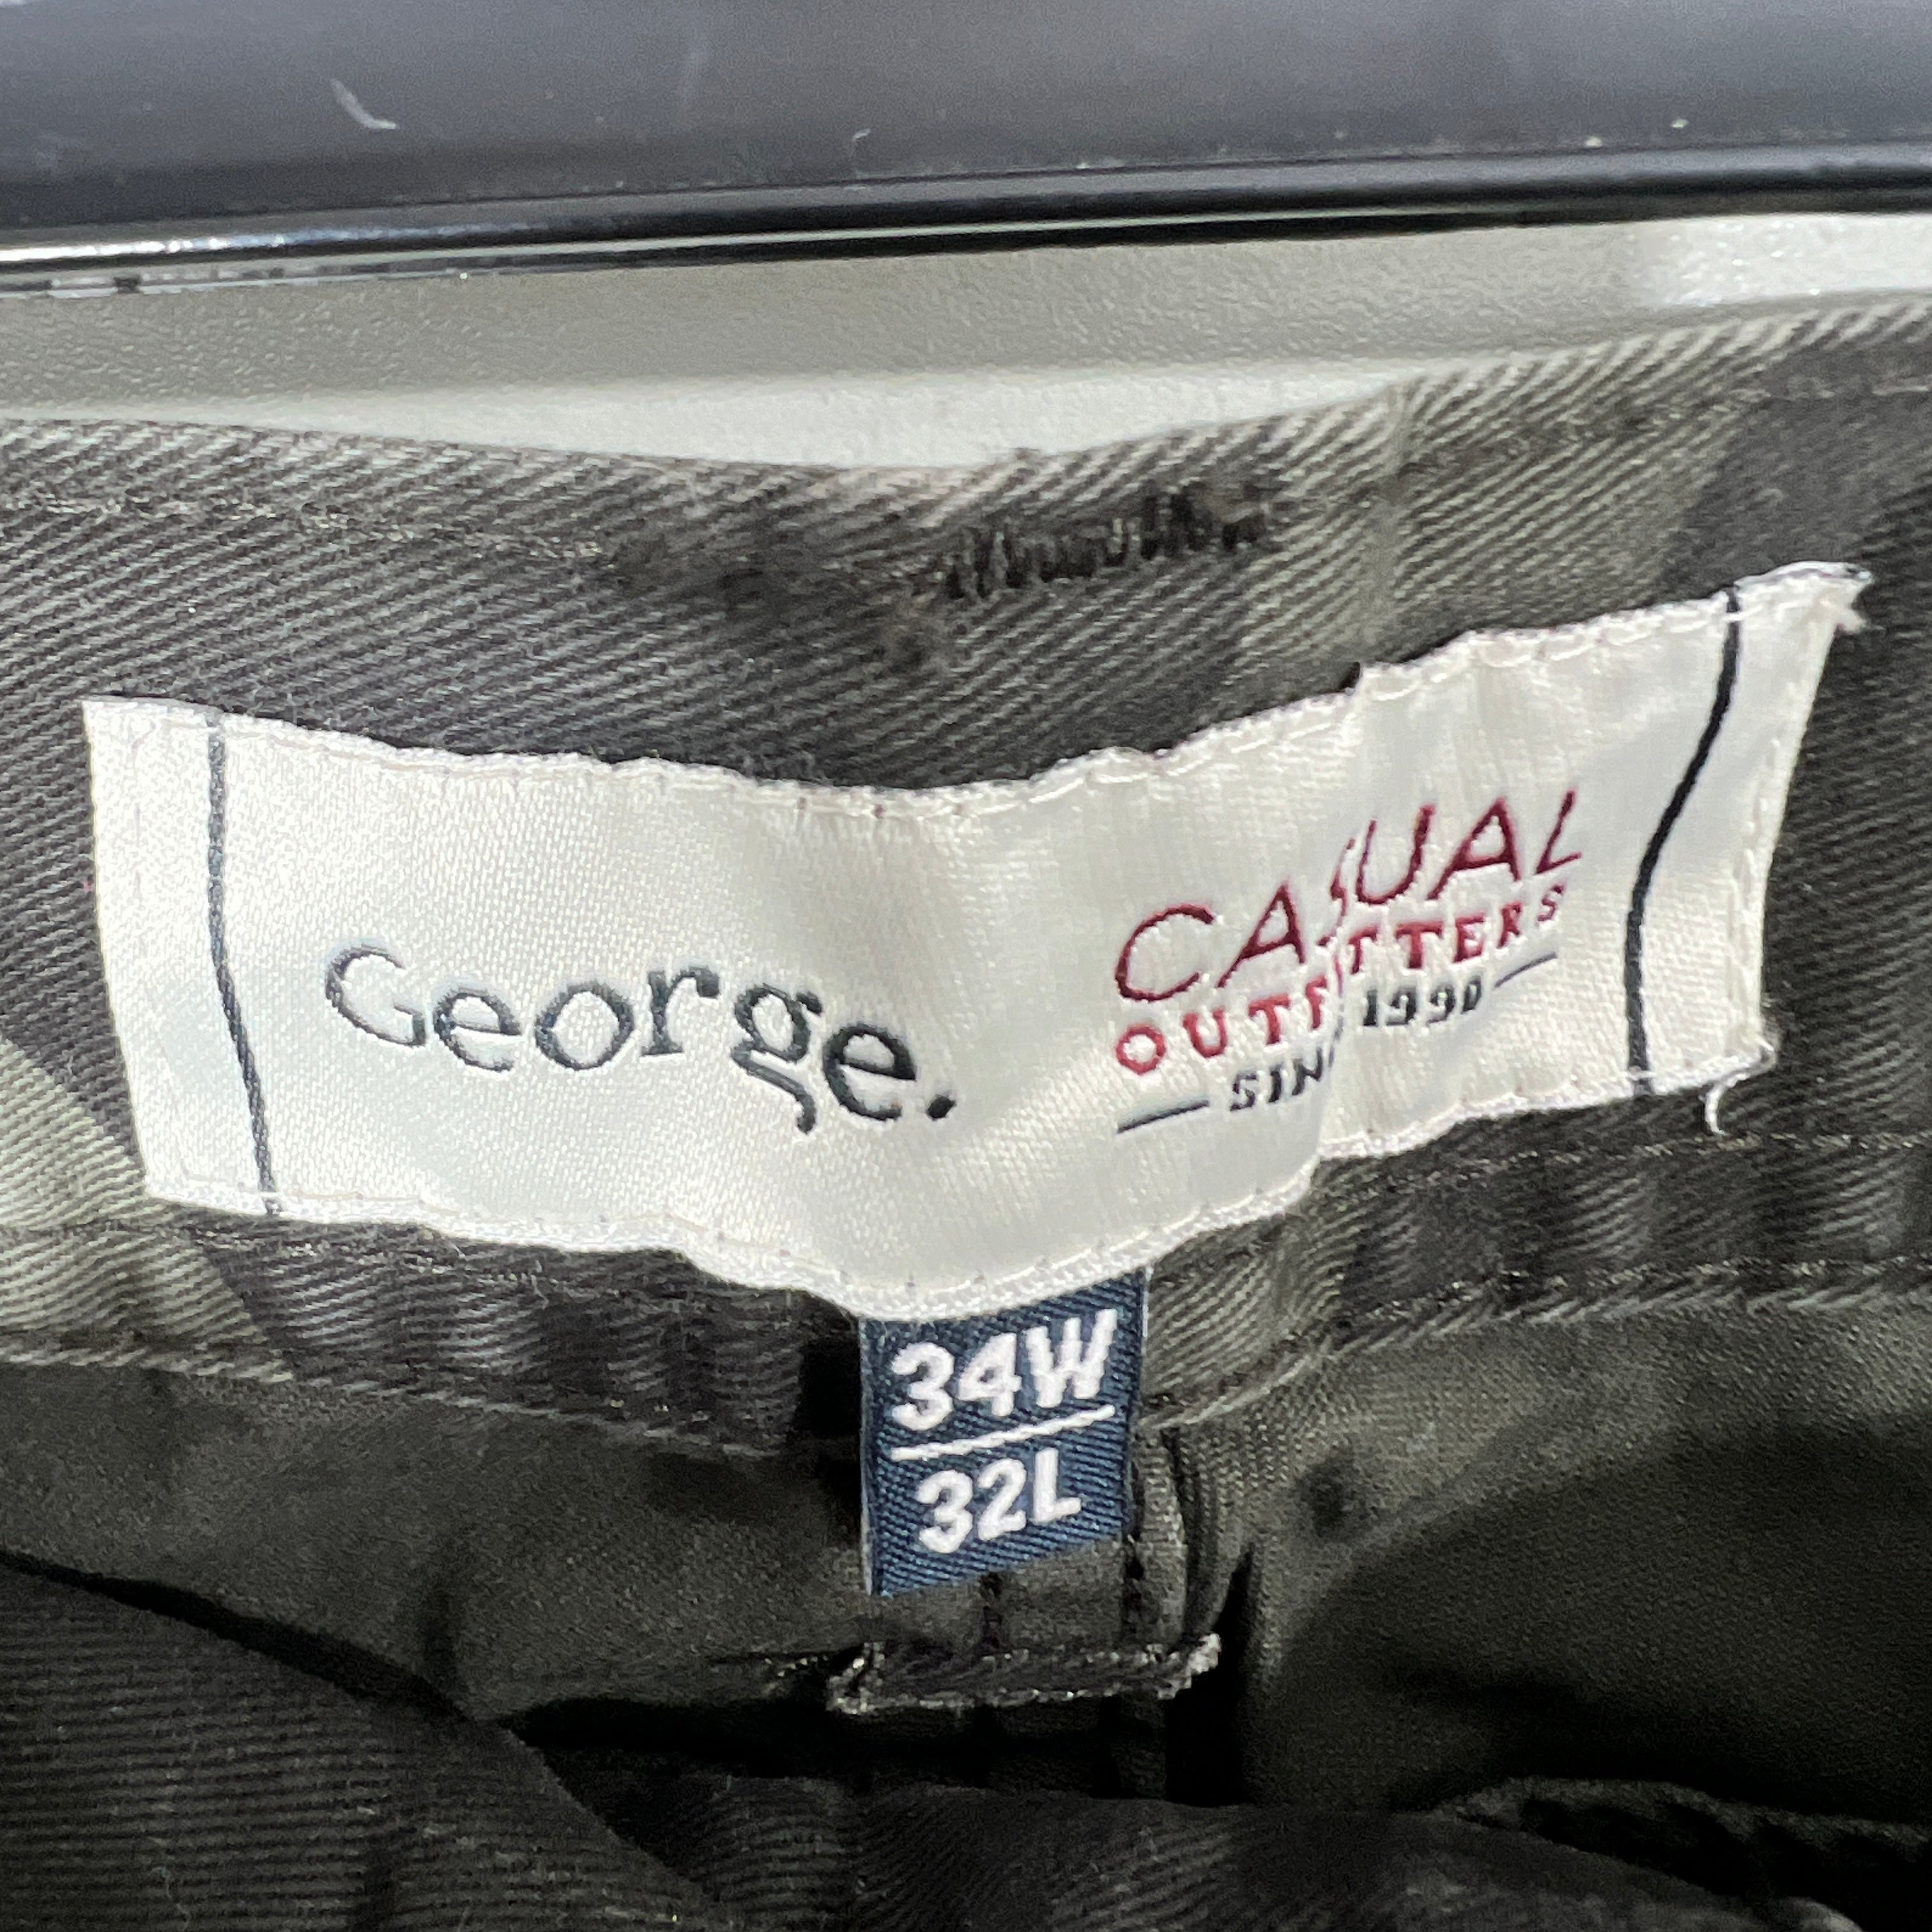 George.
CASUAL
OUTFITTERS
SINCE 1990
34W
32L